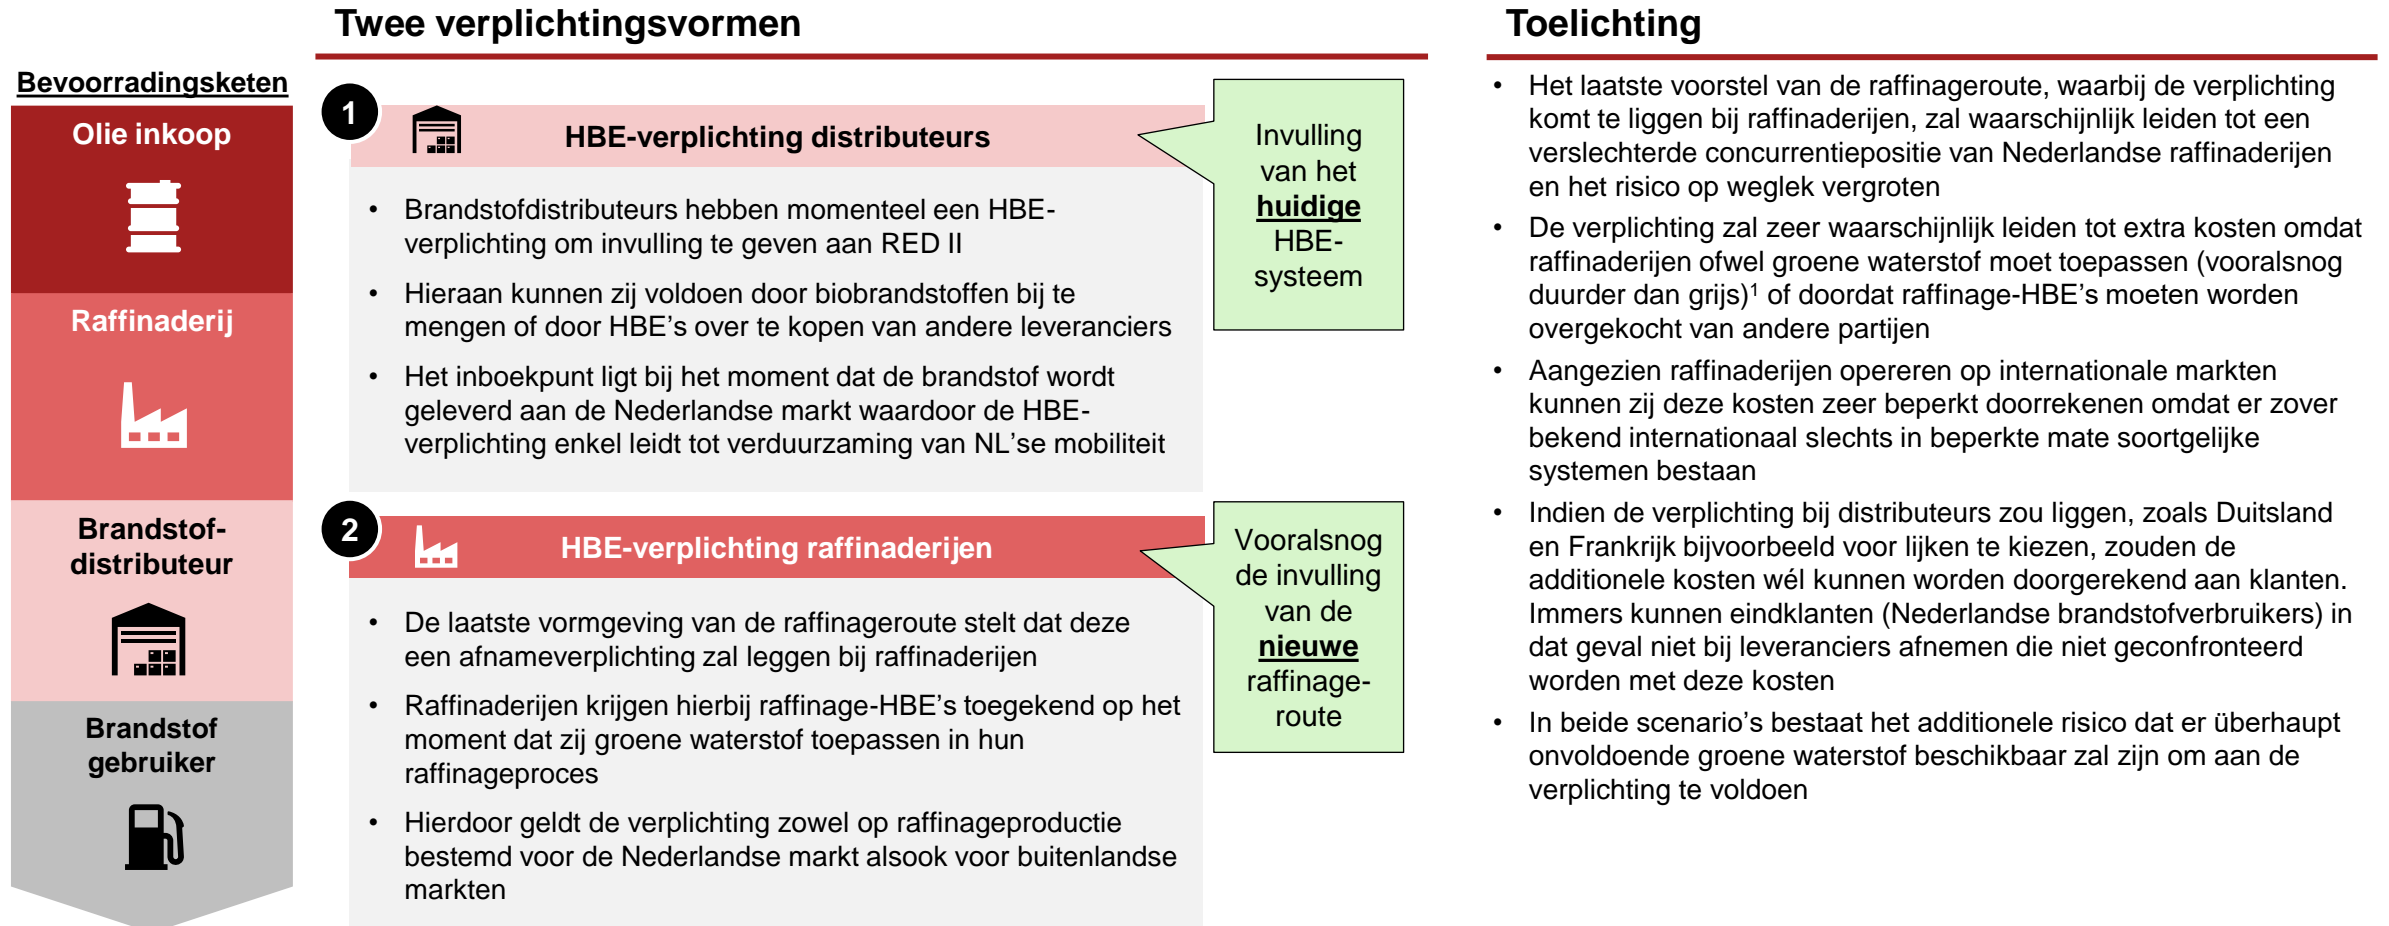 Twee verplichtingsvormen
Toelichting
Bevoorradingsketen
Olie inkoop
Raffinaderij
Brandstof-
distributeur
Brandstof
gebruiker
1
HBE-verplichting distributeurs
• Brandstofdistributeurs hebben momenteel een HBE-
verplichting om invulling te geven aan RED II
• Hieraan kunnen zij voldoen door biobrandstoffen bij te
mengen of door HBE's over te kopen van andere leveranciers
• Het inboekpunt ligt bij het moment dat de brandstof wordt
geleverd aan de Nederlandse markt waardoor de HBE-
verplichting enkel leidt tot verduurzaming van NL'se mobiliteit
Invulling
van het
huidige
HBE-
systeem
2
HBE-verplichting raffinaderijen
• De laatste vormgeving van de raffinageroute stelt dat deze
een afnameverplichting zal leggen bij raffinaderijen
• Raffinaderijen krijgen hierbij raffinage-HBE's toegekend op het
moment dat zij groene waterstof toepassen in hun
raffinageproces
• Hierdoor geldt de verplichting zowel op raffinageproductie
bestemd voor de Nederlandse markt alsook voor buitenlandse
markten
Vooralsnog
de invulling
van de
nieuwe
raffinage-
route
• Het laatste voorstel van de raffinageroute, waarbij de verplichting
komt te liggen bij raffinaderijen, zal waarschijnlijk leiden tot een
verslechterde concurrentiepositie van Nederlandse raffinaderijen
en het risico op weglek vergroten
• De verplichting zal zeer waarschijnlijk leiden tot extra kosten omdat
raffinaderijen ofwel groene waterstof moet toepassen (vooralsnog
duurder dan grijs)¹ of doordat raffinage-HBE's moeten worden
overgekocht van andere partijen
• Aangezien raffinaderijen opereren op internationale markten
kunnen zij deze kosten zeer beperkt doorrekenen omdat er zover
bekend internationaal slechts in beperkte mate soortgelijke
systemen bestaan
• Indien de verplichting bij distributeurs zou liggen, zoals Duitsland
en Frankrijk bijvoorbeeld voor lijken te kiezen, zouden de
additionele kosten wél kunnen worden doorgerekend aan klanten.
Immers kunnen eindklanten (Nederlandse brandstofverbruikers) in
dat geval niet bij leveranciers afnemen die niet geconfronteerd
worden met deze kosten
• In beide scenario's bestaat het additionele risico dat er überhaupt
onvoldoende groene waterstof beschikbaar zal zijn om aan de
verplichting te voldoen